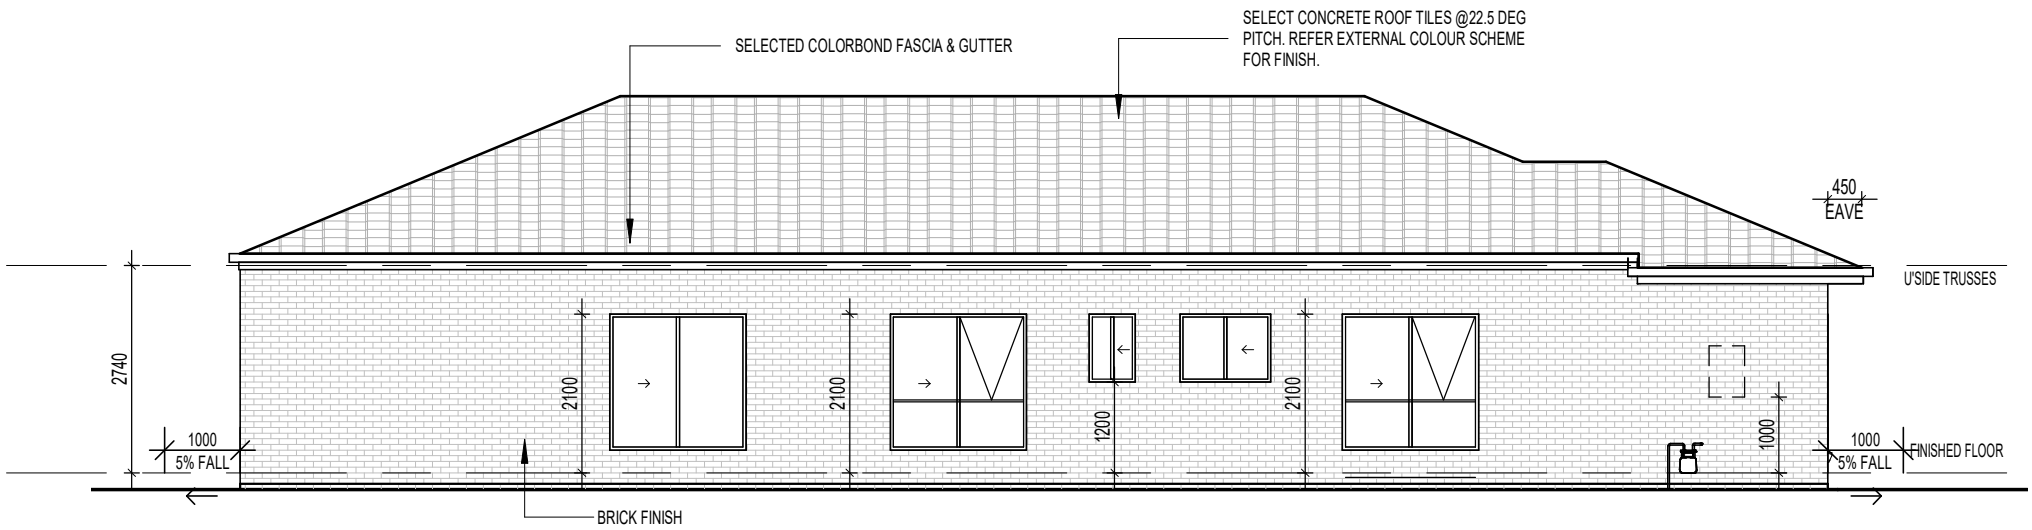 SELECT CONCRETE ROOF TILES @22.5 DEG
PITCH. REFER EXTERNAL COLOUR SCHEME
FOR FINISH.
SELECTED COLORBOND FASCIA & GUTTER
450
EAVE
U'SIDE TRUSSES
2740
2100
2100
1200
2100
1000
1000
5% FALL
1000
5% FALL
FINISHED FLOOR
BRICK FINISH